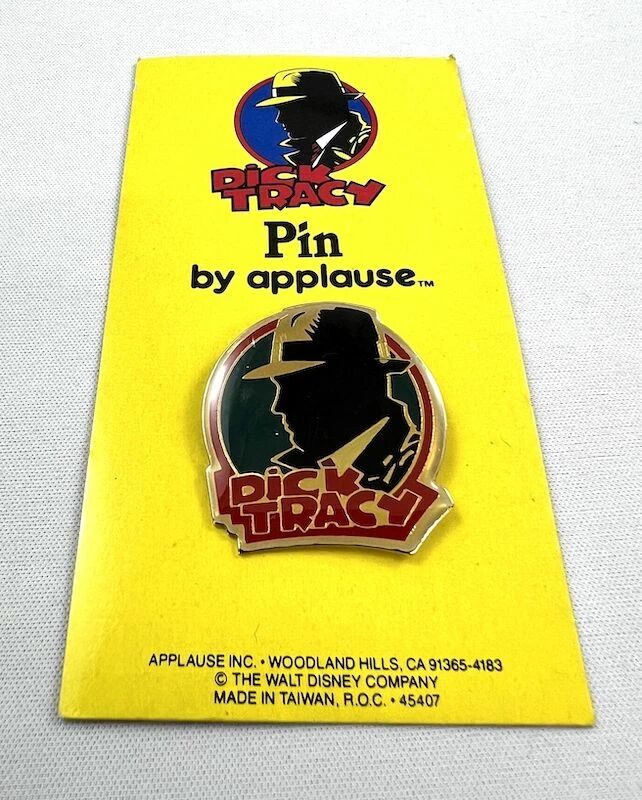 DICK
TRACY
Pin
by applause™
DICK
TRACY
APPLAUSE INC. • WOODLAND HILLS, CA 91365-4183
© THE WALT DISNEY COMPANY
MADE IN TAIWAN, R.O.C. • 45407